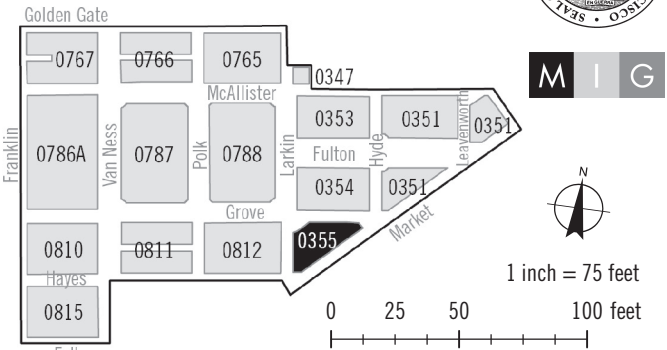 Golden Gate
0767
0766
0765
0347
McAllister
Franklin
0786A
Van Ness
0787
Polk
0788
Larkin
0353
Hyde
0351
Leavenworth
0351
Fulton
0354
0351
Market
Grove
0810
0811
0812
0355
Hayes
0815
CISCO • SEAL
M I G
N
1 inch = 75 feet
0 25 50 100 feet